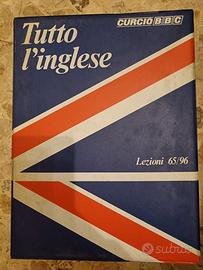 CURCIO BBC
Tutto
l'inglese
Lezioni 65/96
subito